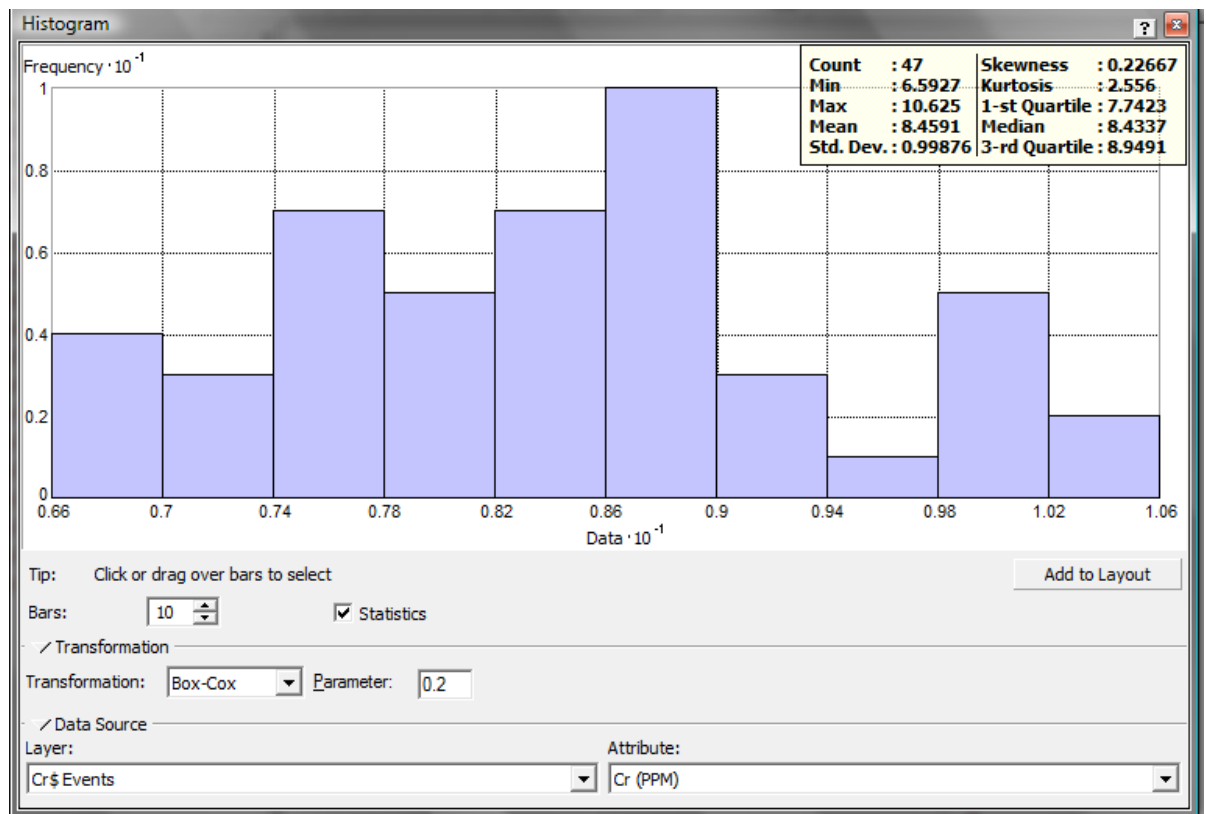 Histogram
?
Frequency · 10 -1
Count : 47 Skewness : 0.22667
Min : 6.5927 Kurtosis : 2.556
Max : 10.625 1-st Quartile : 7.7423
Mean : 8.4591 Median : 8.4337
Std. Dev. : 0.99876 3-rd Quartile : 8.9491
1
0.8
0.6
0.4
0.2
0
0.66 0.7 0.74 0.78 0.82 0.86 0.9 0.94 0.98 1.02 1.06
Data · 10 -1
Tip: Click or drag over bars to select Add to Layout
Bars: 10 Statistics
Transformation
Transformation: Box-Cox Parameter: 0.2
Data Source
Layer: Attribute:
Cr$ Events Cr (PPM)